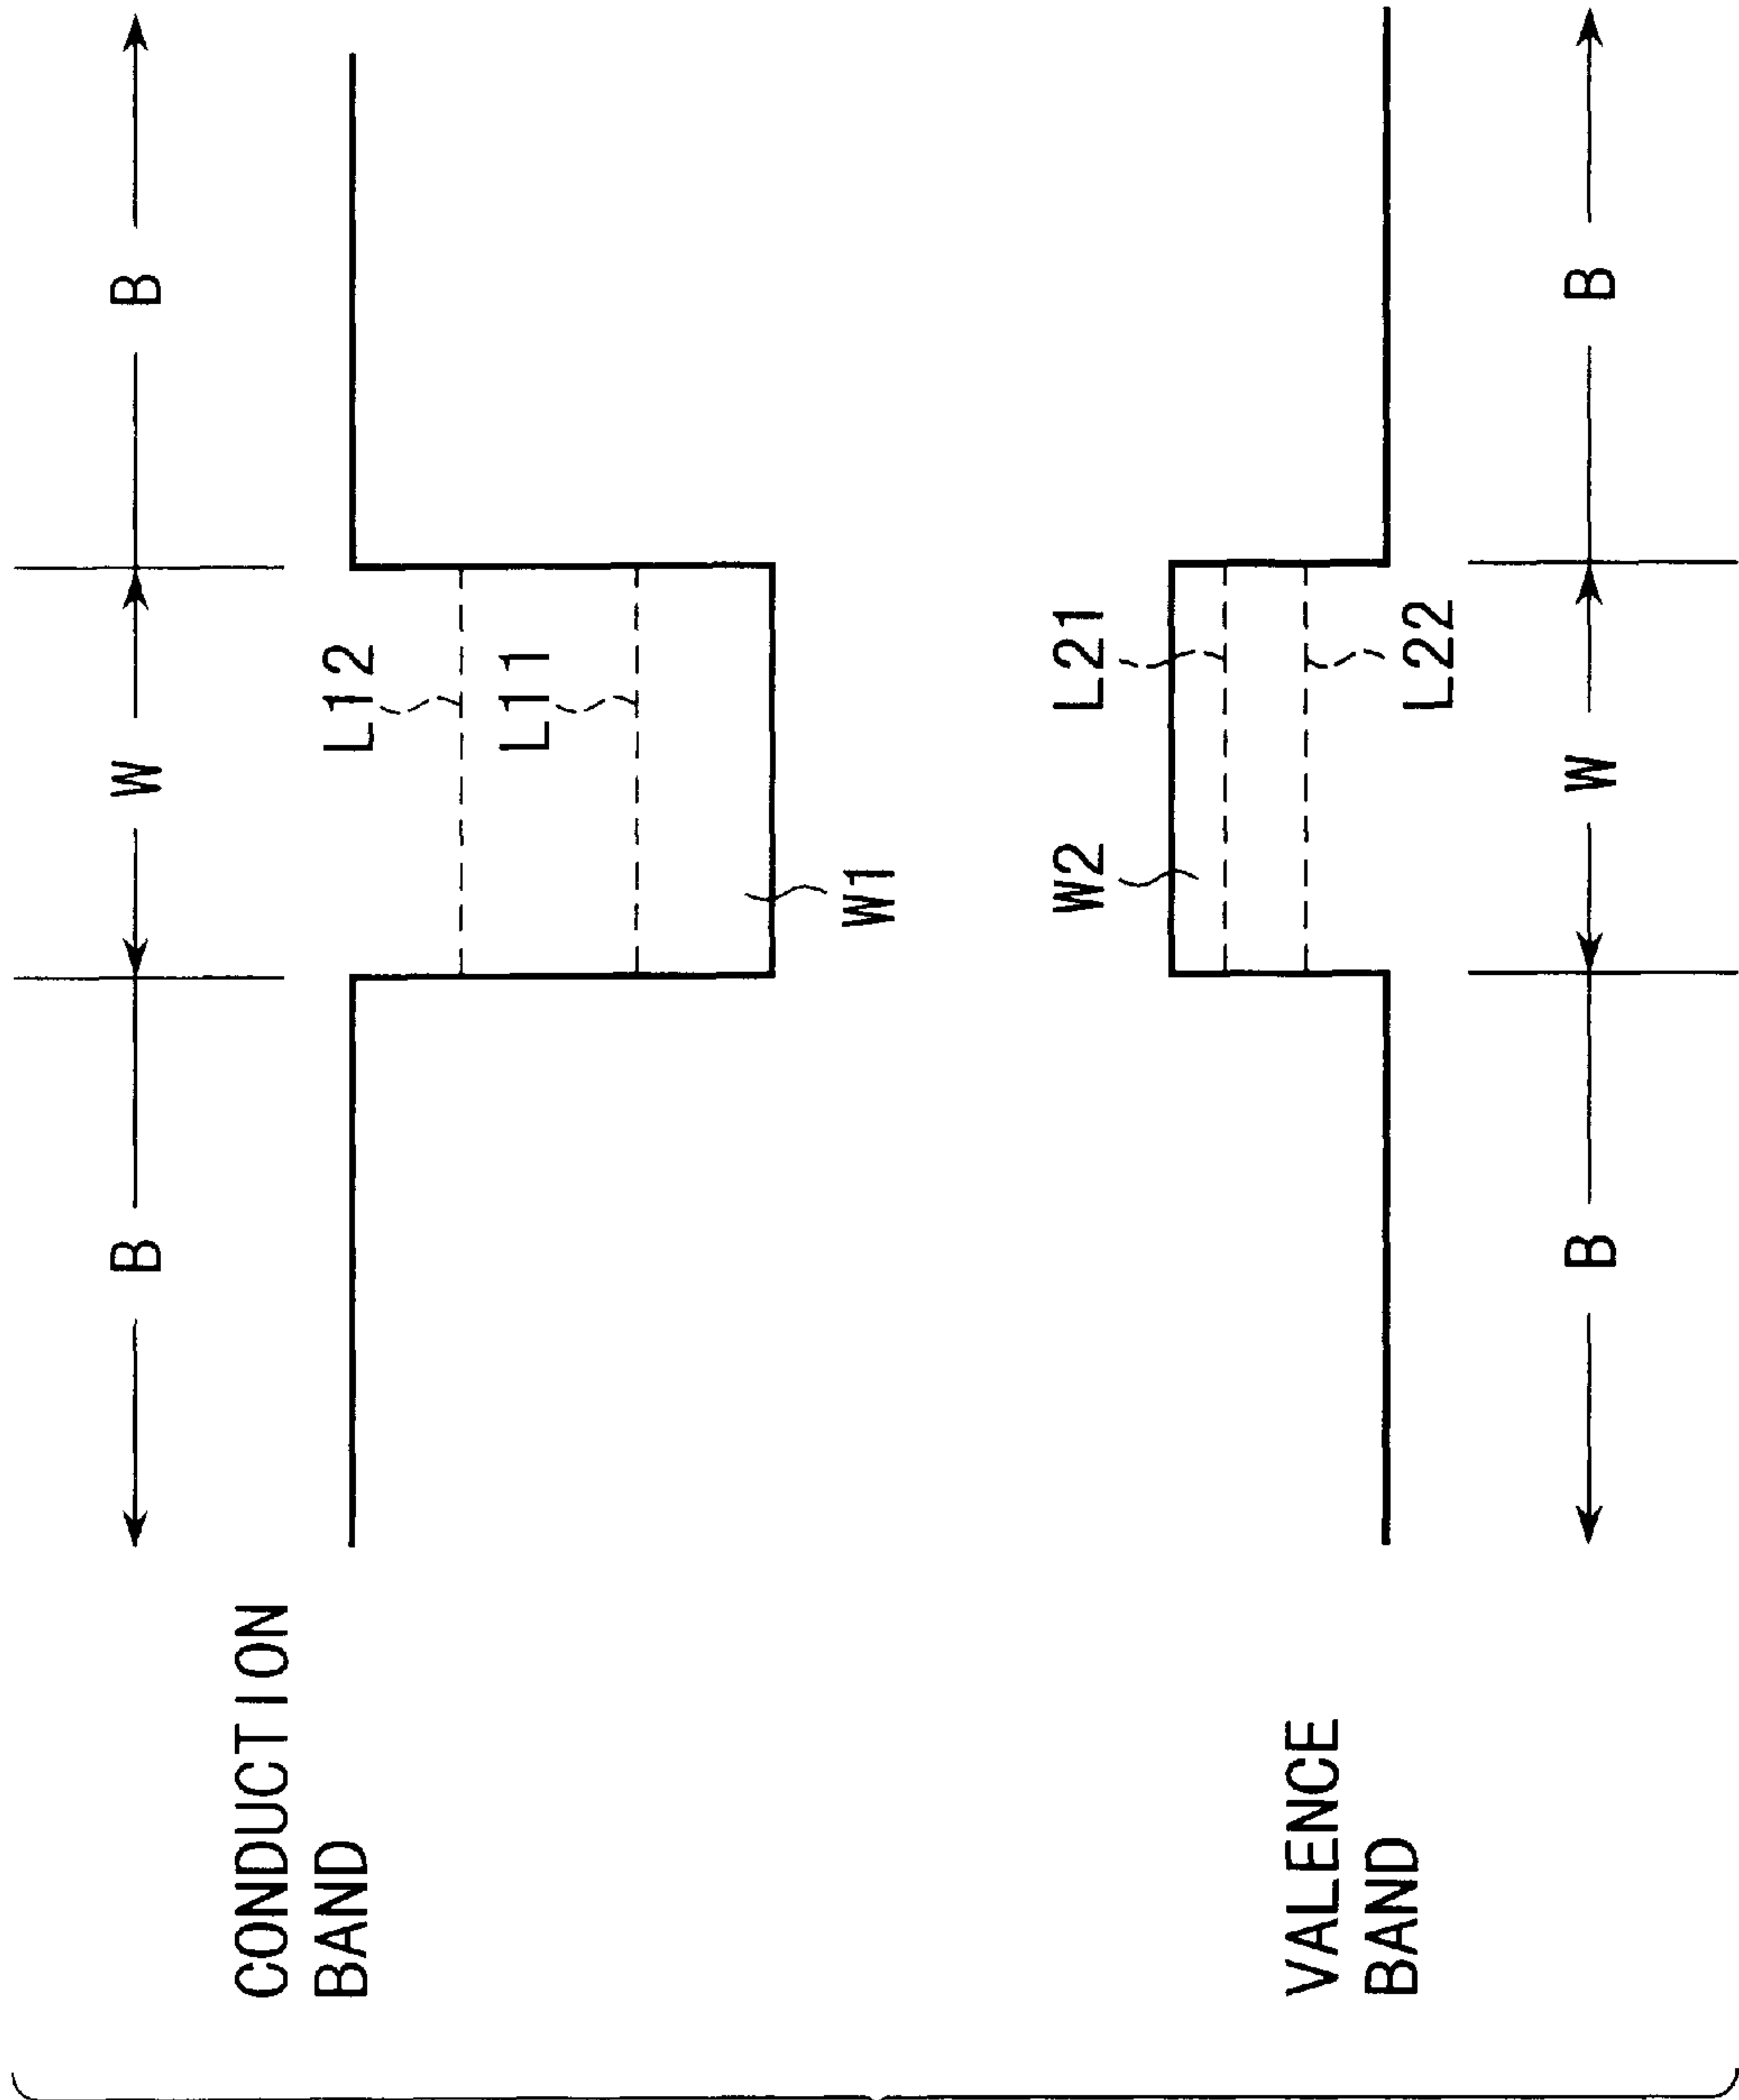 B W B
CONDUCTION
BAND
L12
L11
W1
W2 L21
VALENCE
BAND
L22
B W B